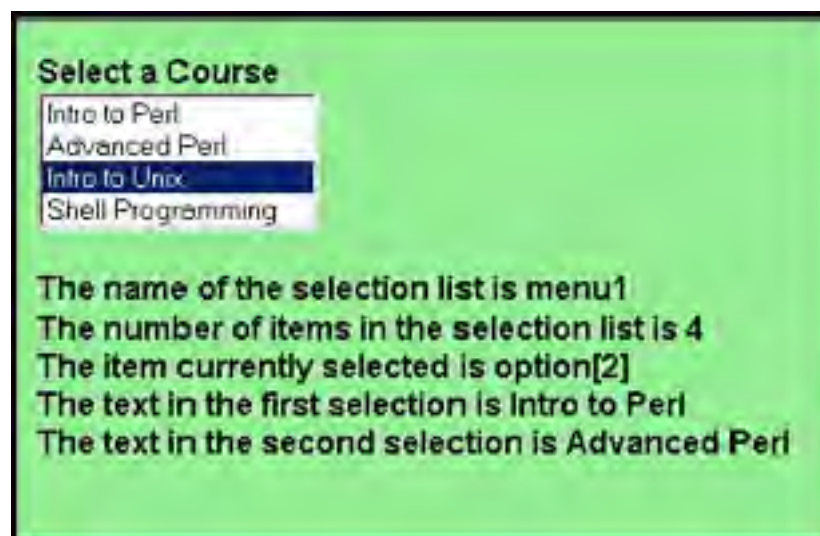 Select a Course
Intro to Perl
Advanced Perl
Intro to Unix
Shell Programming
The name of the selection list is menu1
The number of items in the selection list is 4
The item currently selected is option[2]
The text in the first selection is Intro to Perl
The text in the second selection is Advanced Perl